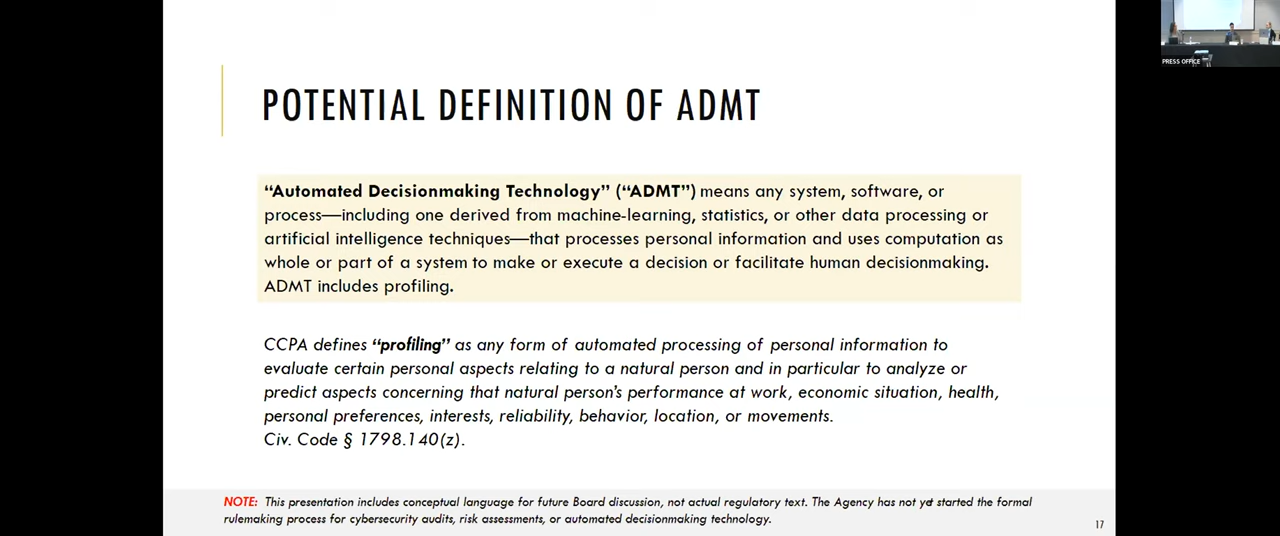 POTENTIAL DEFINITION OF ADMT
“Automated Decisionmaking Technology” (“ADMT”) means any system, software, or
process—including one derived from machine-learning, statistics, or other data processing or
artificial intelligence techniques—that processes personal information and uses computation as
whole or part of a system to make or execute a decision or facilitate human decisionmaking.
ADMT includes profiling.
CCPA defines “profiling” as any form of automated processing of personal information to
evaluate certain personal aspects relating to a natural person and in particular to analyze or
predict aspects concerning that natural person’s performance at work, economic situation, health,
personal preferences, interests, reliability, behavior, location, or movements.
Civ. Code § 1798.140(z).
NOTE: This presentation includes conceptual language for future Board discussion, not actual regulatory text. The Agency has not yet started the formal
rulemaking process for cybersecurity audits, risk assessments, or automated decisionmaking technology.
17
PRESS OFFICE